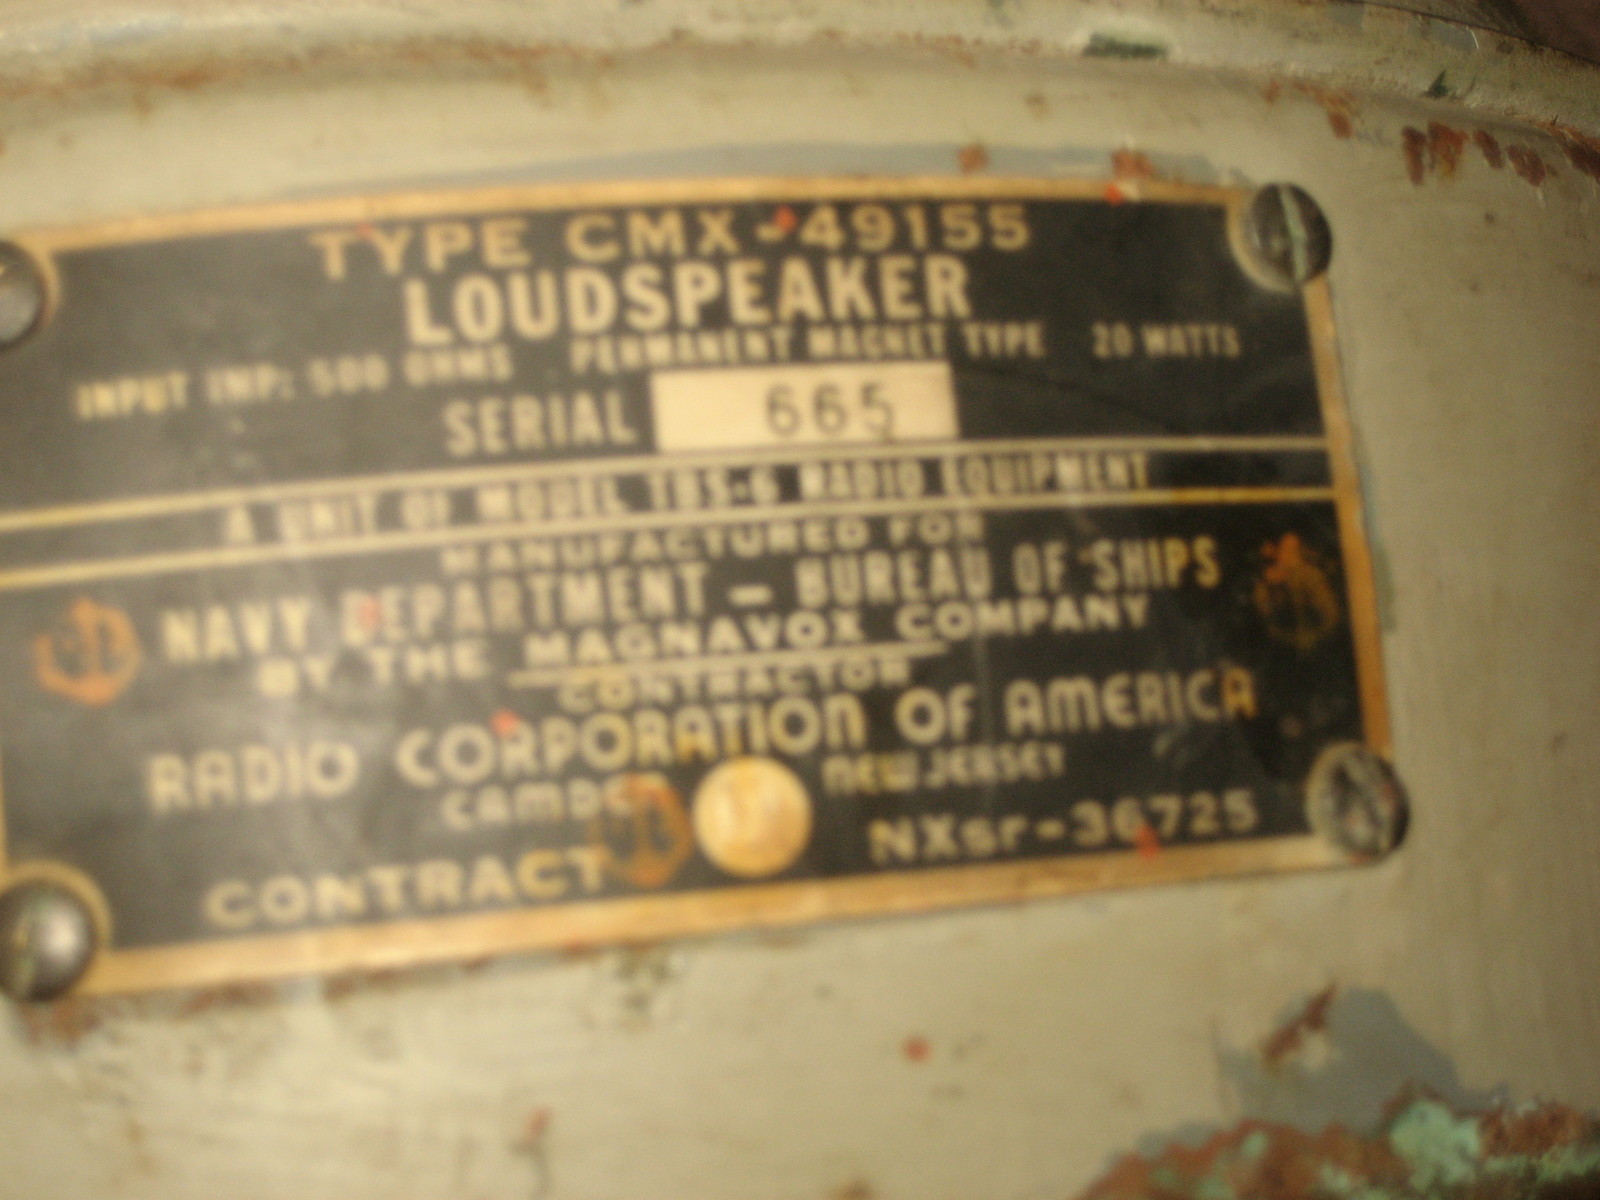 TYPE CMX-49155
LOUDSPEAKER
INPUT IMP: 500 OHMS PERMANENT MAGNET TYPE 20 WATTS
SERIAL 665
A UNIT OF MODEL TBS-6 RADIO EQUIPMENT
MANUFACTURED FOR
NAVY DEPARTMENT - BUREAU OF SHIPS
BY THE MAGNAVOX COMPANY
CONTRACTOR
RADIO CORPORATION OF AMERICA
CAMDE NEW JERSEY
CONTRACT NXsr-36725